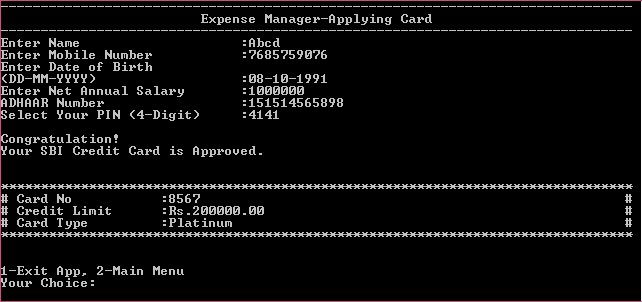 Expense Manager-Applying Card
Enter Name :Abcd
Enter Mobile Number :7685759076
Enter Date of Birth
(DD-MM-YYYY) :08-10-1991
Enter Net Annual Salary :1000000
ADHAAR Number :151514565898
Select Your PIN (4-Digit) :4141
Congratulation!
Your SBI Credit Card is Approved.
*******************************************************************************
# Card No :8567 #
# Credit Limit :Rs.200000.00 #
# Card Type :Platinum #
*******************************************************************************
1-Exit App, 2-Main Menu
Your Choice: